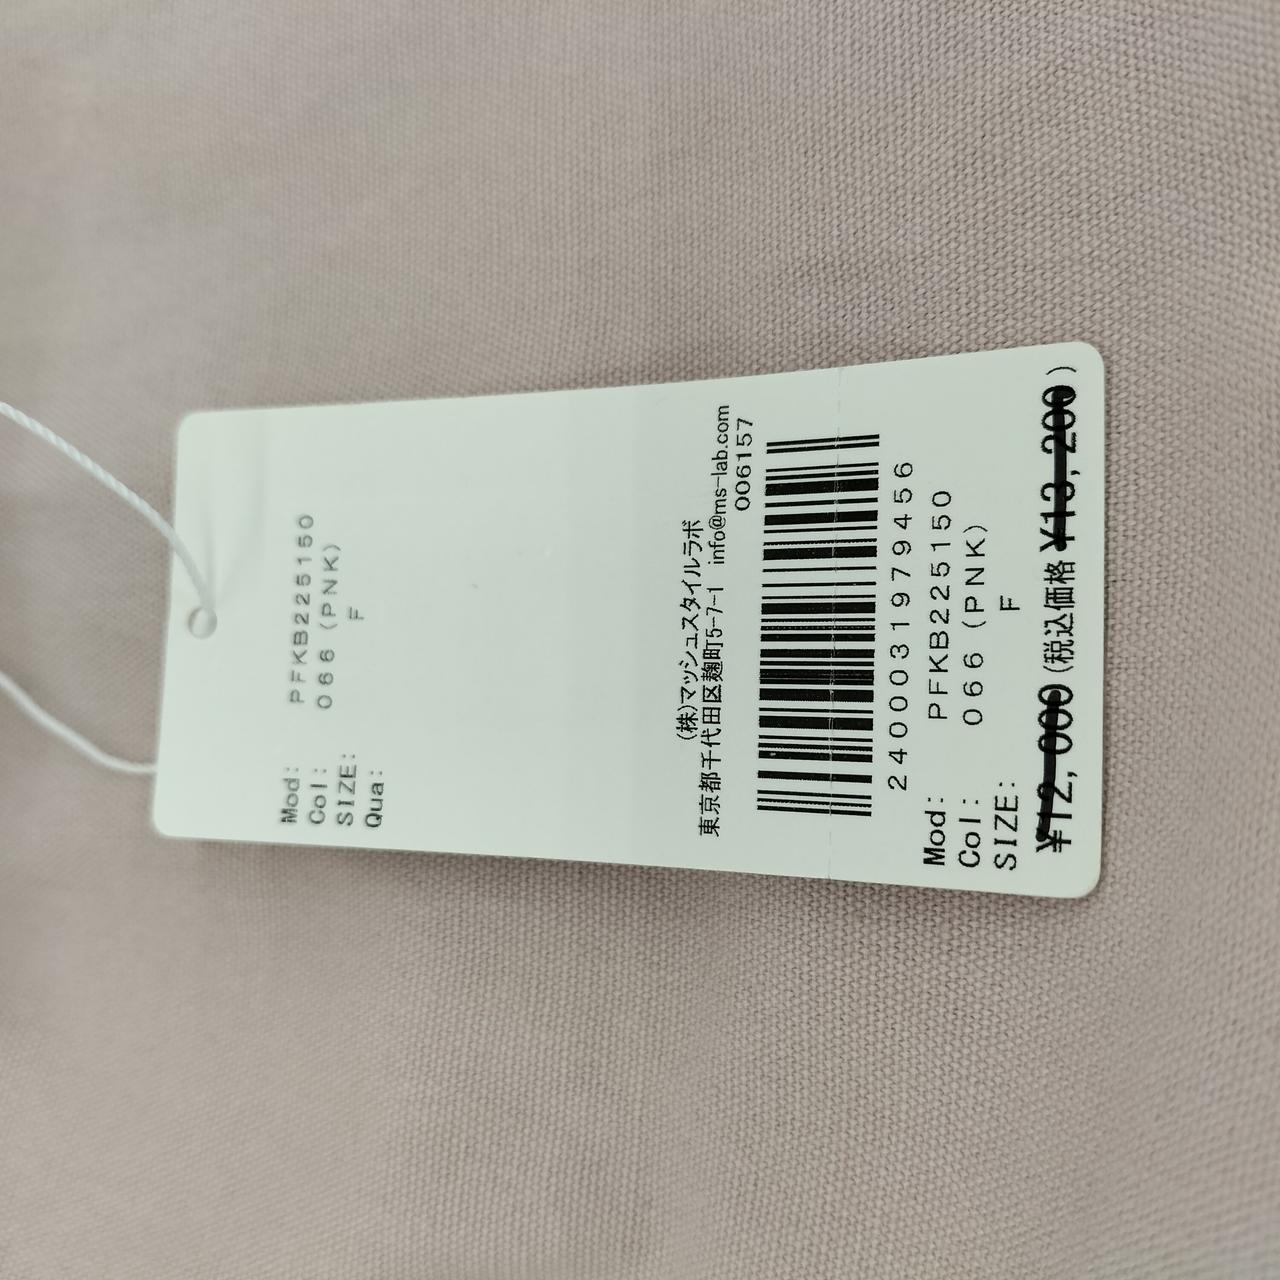 Mod: PFKB225150
Col: 066 (PNK)
SIZE: F
Qua:
(株)マッシュスタイルラボ
東京都千代田区麹町5-7-1 info@ms-lab.com
006157
2400031979456
Mod: PFKB225150
Col: 066 (PNK)
SIZE: F
¥12,000 (税込価格 ¥13,200)